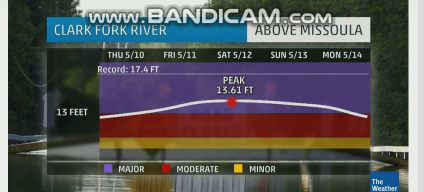 www.BANDICAM.com
CLARK FORK RIVER ABOVE MISSOULA
THU 5/10 FRI 5/11 SAT 5/12 SUN 5/13 MON 5/14
Record: 17.4 FT
PEAK
13.61 FT
13 FEET
MAJOR MODERATE MINOR
The
Weather